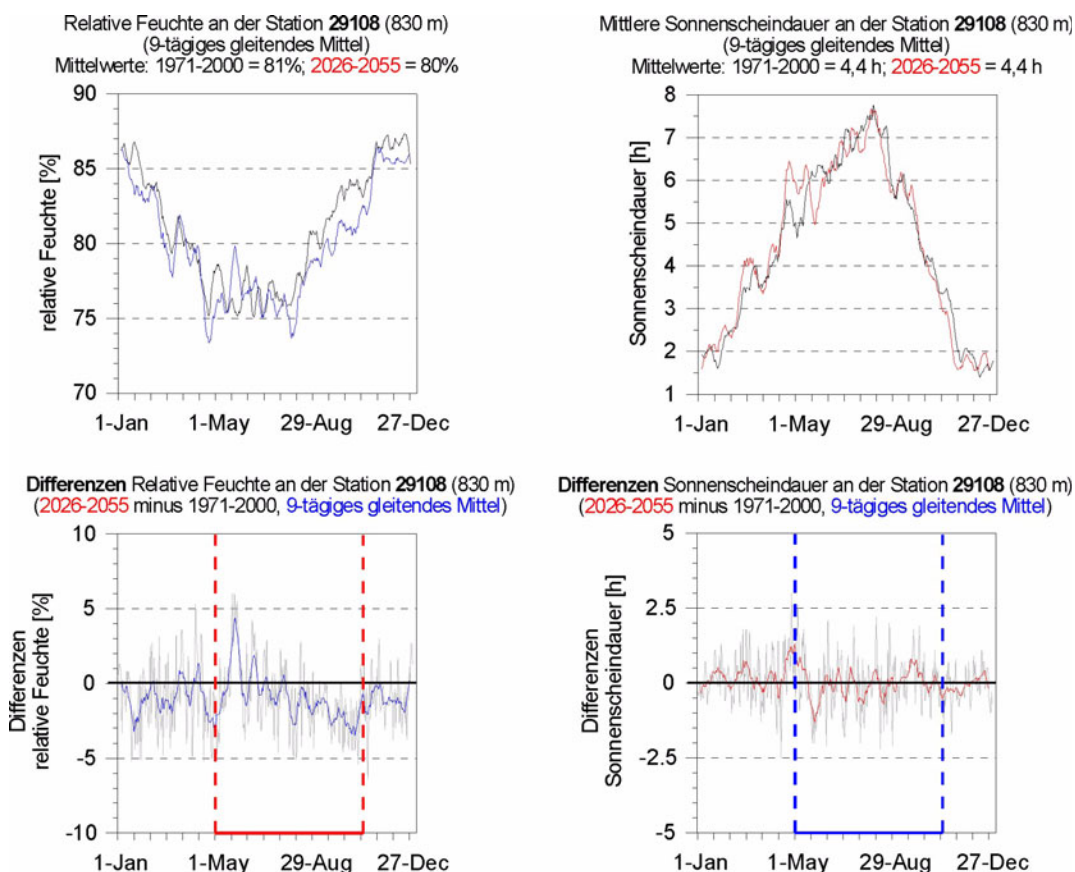 Relative Feuchte an der Station 29108 (830 m)
(9-tägiges gleitendes Mittel)
Mittelwerte: 1971-2000 = 81%; 2026-2055 = 80%
90
85
80
75
70
relative Feuchte [%]
1-Jan 1-May 29-Aug 27-Dec
Mittlere Sonnenscheindauer an der Station 29108 (830 m)
(9-tägiges gleitendes Mittel)
Mittelwerte: 1971-2000 = 4,4 h; 2026-2055 = 4,4 h
8
7
6
5
4
3
2
1
Sonnenscheindauer [h]
1-Jan 1-May 29-Aug 27-Dec
Differenzen Relative Feuchte an der Station 29108 (830 m)
(2026-2055 minus 1971-2000, 9-tägiges gleitendes Mittel)
10
5
0
-5
-10
Differenzen
relative Feuchte [%]
1-Jan 1-May 29-Aug 27-Dec
Differenzen Sonnenscheindauer an der Station 29108 (830 m)
(2026-2055 minus 1971-2000, 9-tägiges gleitendes Mittel)
5
2.5
0
-2.5
-5
Differenzen
Sonnenscheindauer [h]
1-Jan 1-May 29-Aug 27-Dec